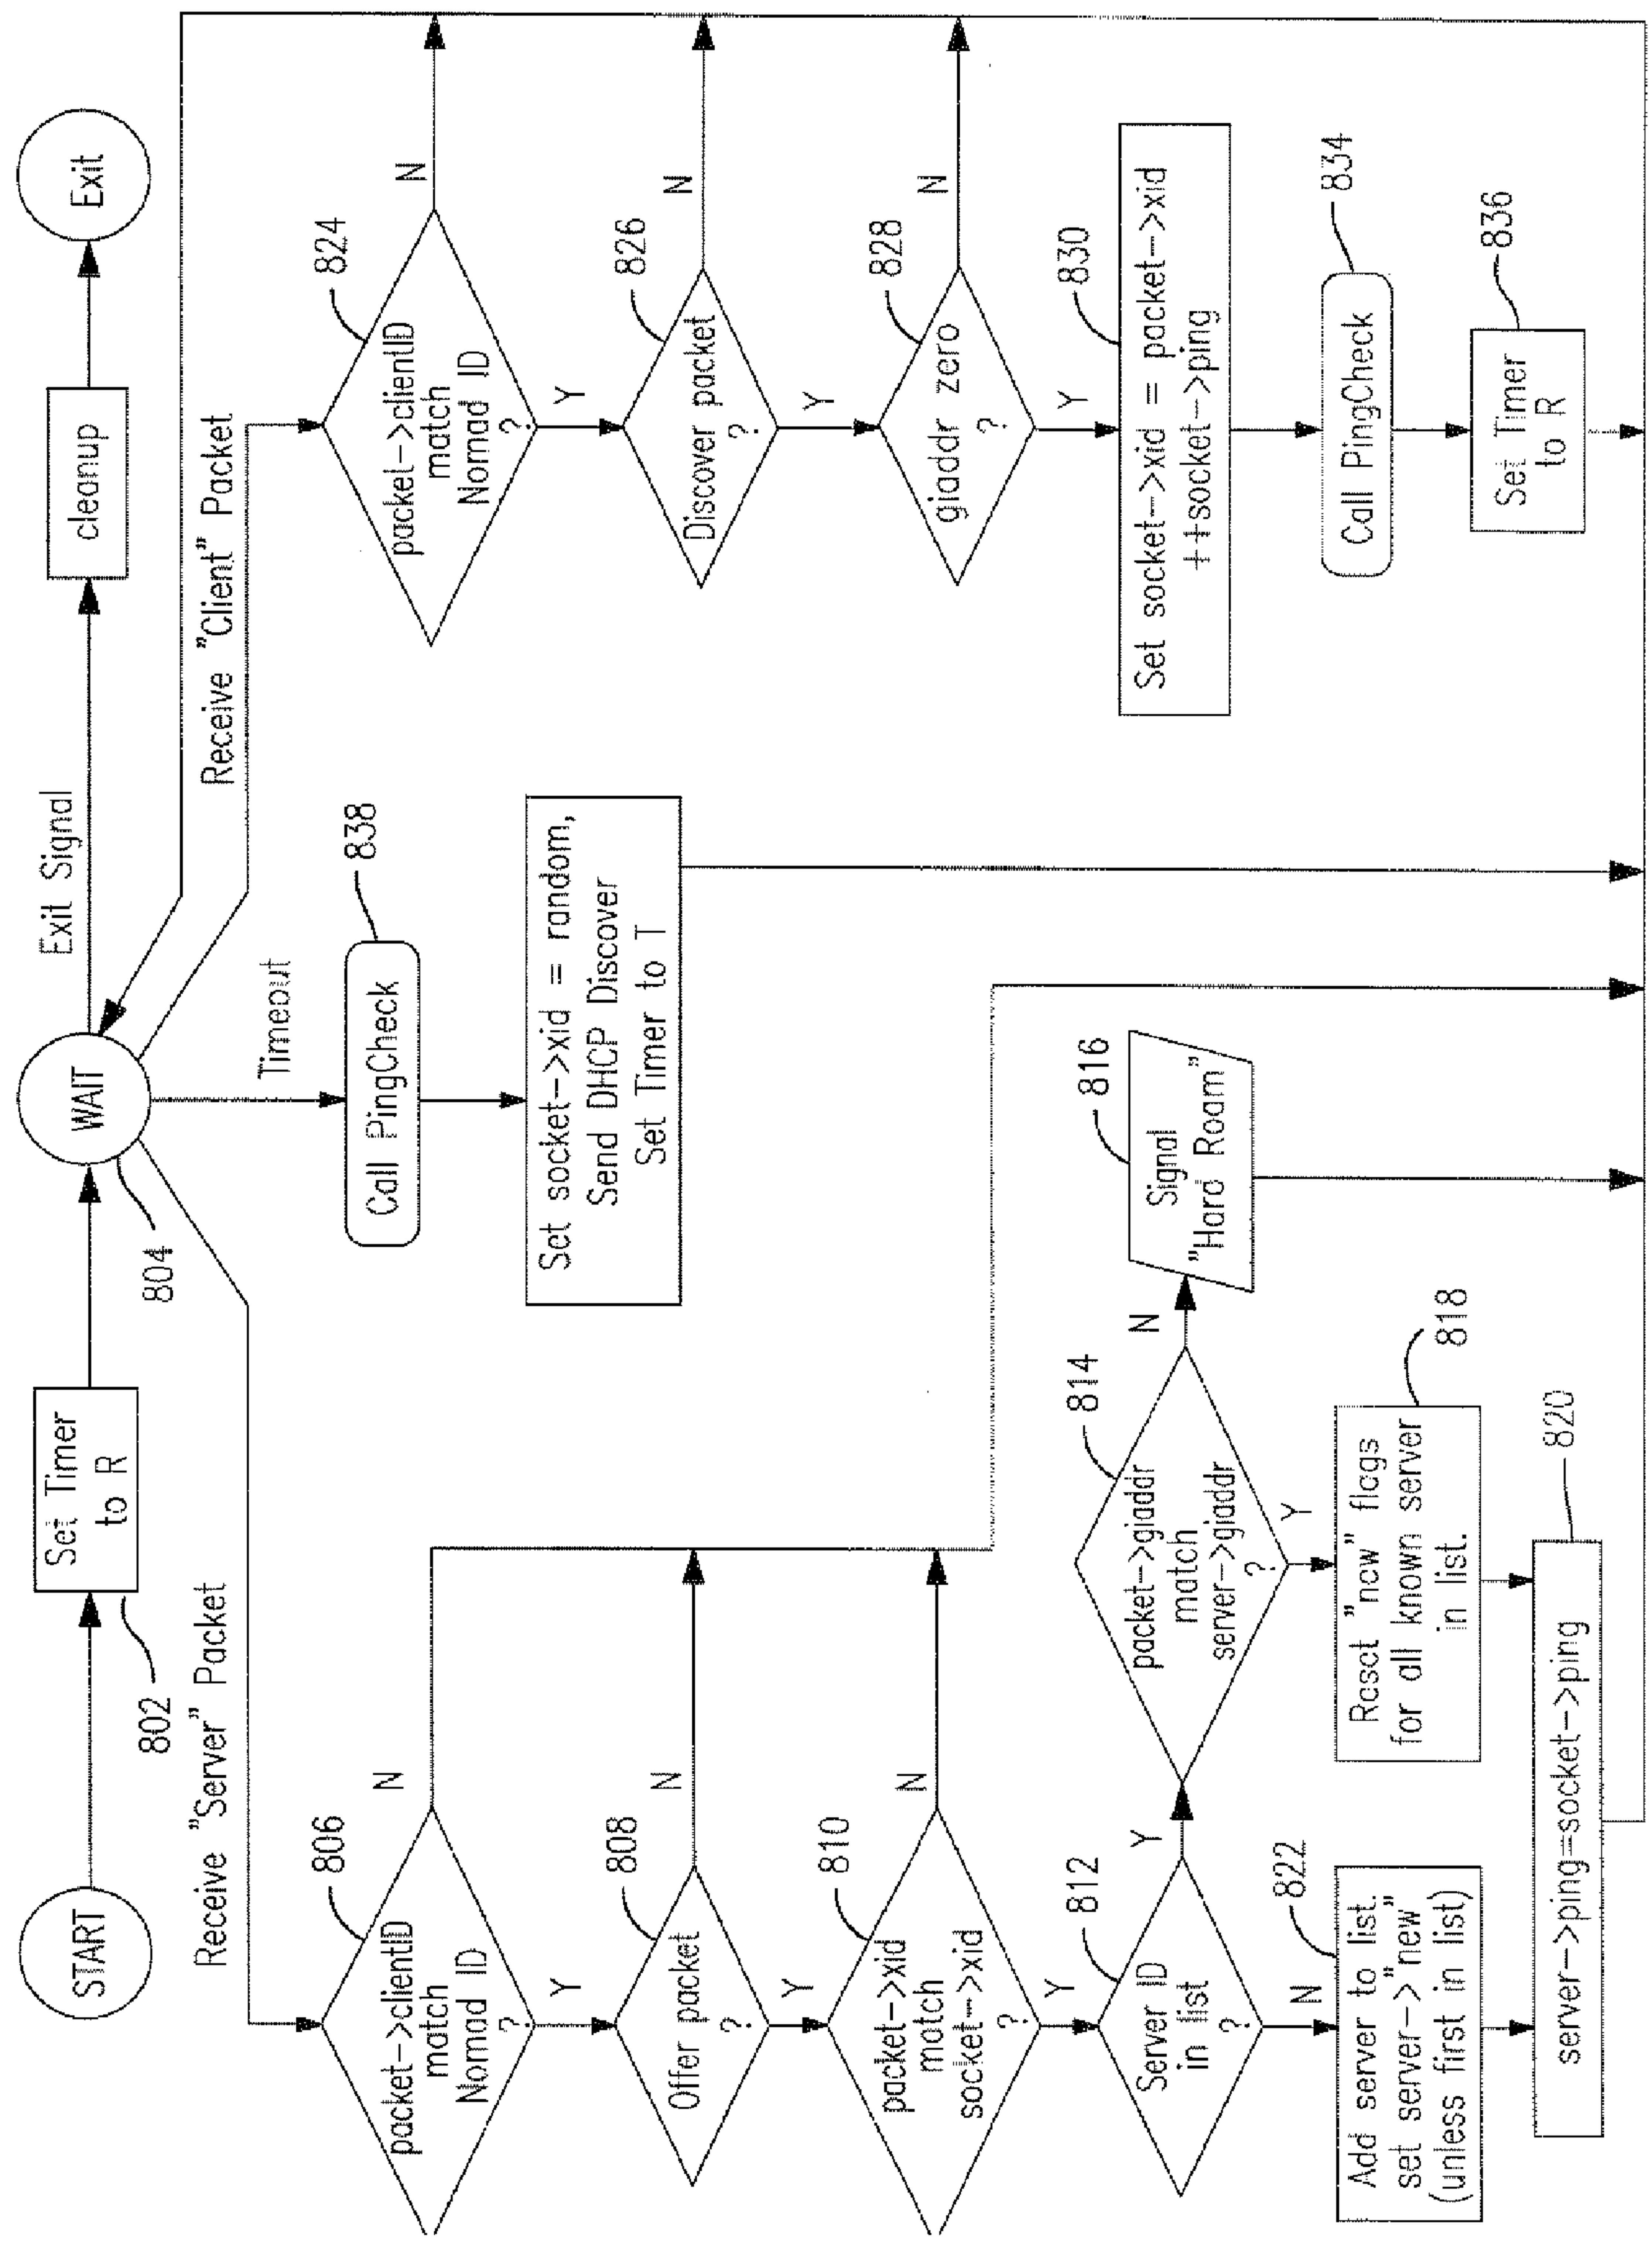 START
Set Timer
to R
802
WAIT
804
Exit Signal
cleanup
Exit
Receive "Server" Packet
Timeout
Receive "Client" Packet
packet->clientID
match
Nomad ID
?
806
N
Y
Offer packet
?
808
N
Y
packet->xid
match
socket->xid
?
810
N
Y
Server ID
in list
?
812
Y
N
Add server to list.
set server->"new"
(unless first in list)
822
packet->giaddr
match
server->giaddr
?
814
N
Y
Signal
"Hard Roam"
816
Reset "new" flags
for all known server
in list.
818
server->ping=socket->ping
820
Call PingCheck
838
Set socket->xid = random,
Send DHCP Discover
Set Timer to T
packet->clientID
match
Nomad ID
?
824
N
Y
Discover packet
?
826
N
Y
giaddr zero
?
828
N
Y
Set socket->xid = packet->xid
++socket->ping
830
Call PingCheck
834
Set Timer
to R
836